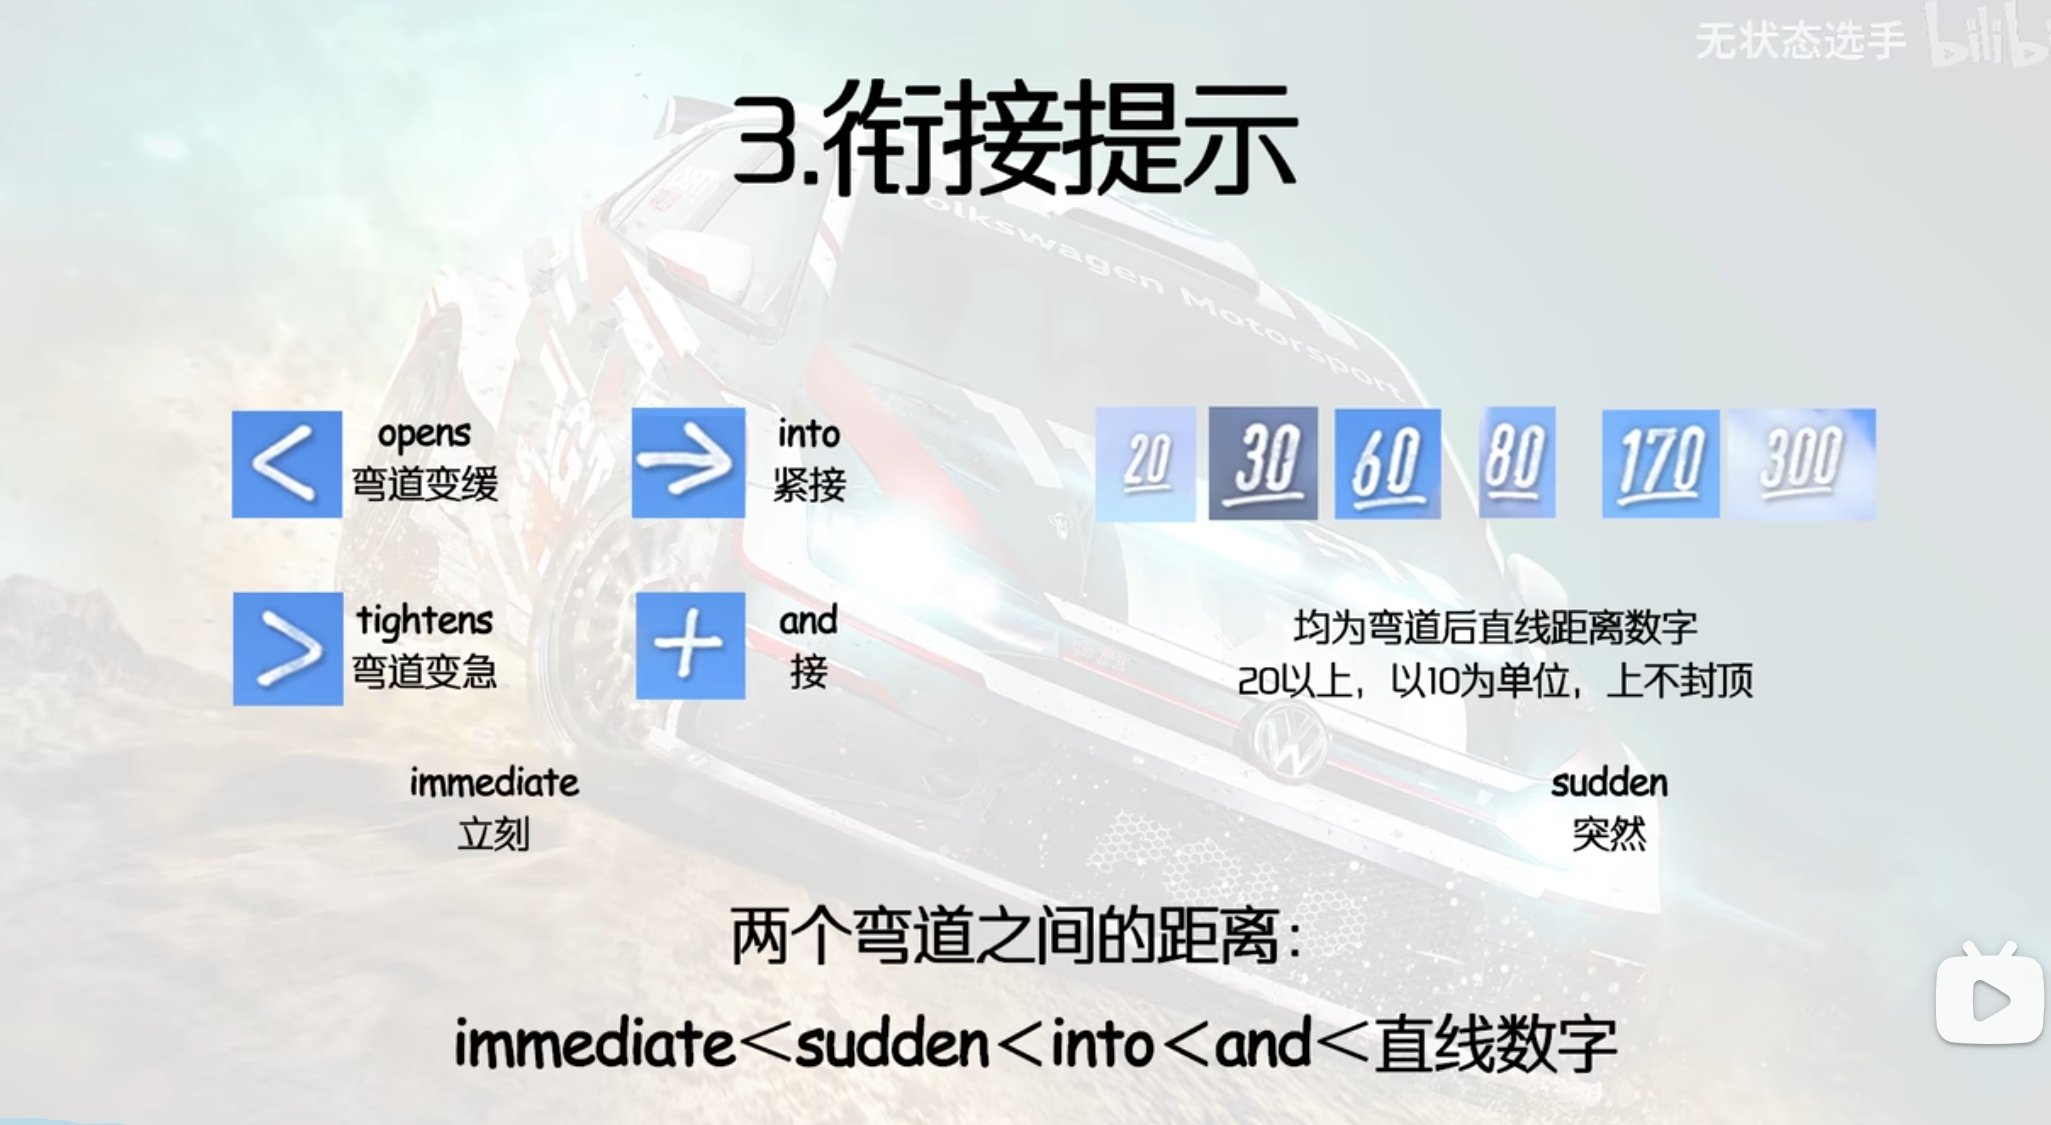 无状态选手
3.衔接提示
Volkswagen Motorsport
opens
弯道变缓
into
紧接
20 30 60 80 170 300
tightens
弯道变急
and
接
均为弯道后直线距离数字
20以上，以10为单位，上不封顶
immediate
立刻
sudden
突然
两个弯道之间的距离：
immediate<sudden<into<and<直线数字